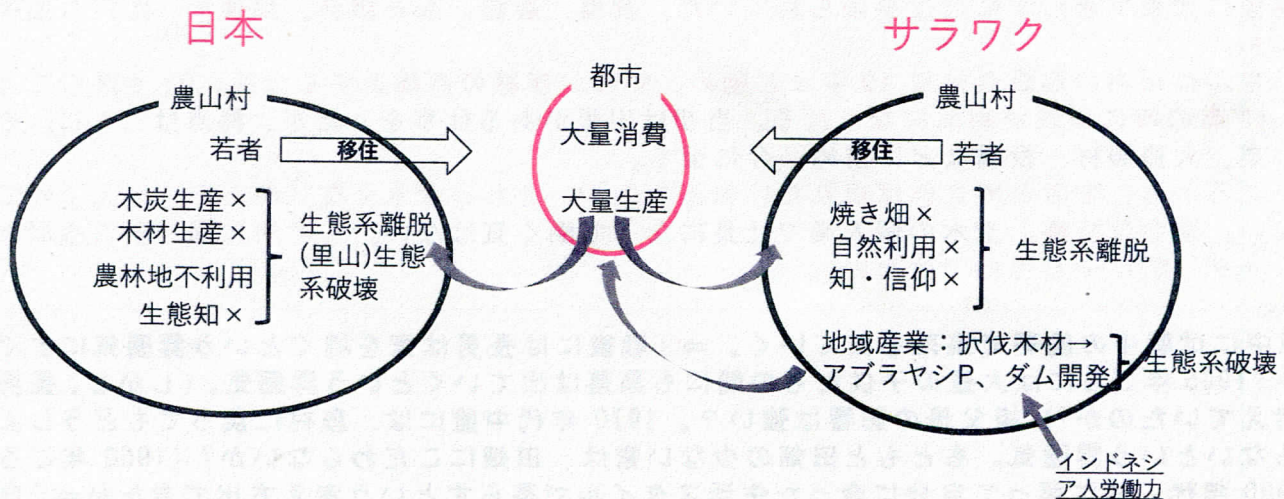 日本
サラワク
都市
農山村
農山村
大量消費
若者
移住
移住
若者
大量生産
木炭生産×
木材生産×
農林地不利用
生態知×
生態系離脱
(里山)生態
系破壊
焼き畑×
自然利用×
知・信仰×
生態系離脱
地域産業：択伐木材→
アブラヤシP、ダム開発
生態系破壊
インドネシ
ア人労働力